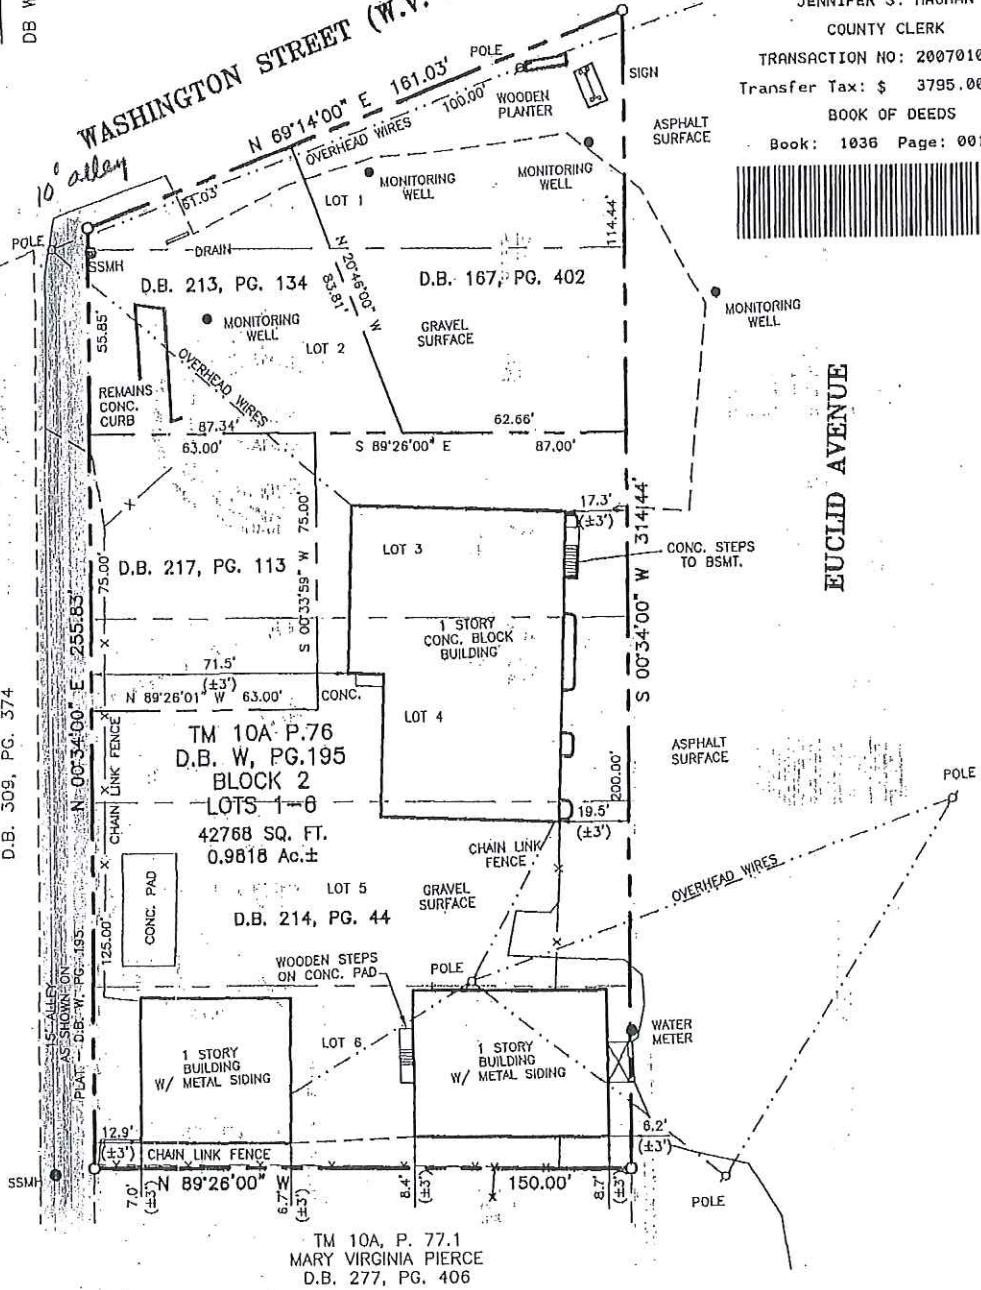 DB W
WASHINGTON STREET (W.V.
10' alley
COUNTY CLERK
TRANSACTION NO: 2007010
Transfer Tax: $ 3795.00
BOOK OF DEEDS
Book: 1036 Page: 001
N 69°14'00" E 161.03'
100.00'
61.03'
OVERHEAD WIRES
POLE
WOODEN
PLANTER
SIGN
ASPHALT
SURFACE
MONITORING
WELL
MONITORING
WELL
LOT 1
114.44'
POLE
SSMH
DRAIN
D.B. 213, PG. 134
N 20°46'00" W
83.81'
D.B. 167, PG. 402
MONITORING
WELL
MONITORING
WELL
GRAVEL
SURFACE
LOT 2
55.85'
OVERHEAD WIRES
REMAINS
CONC.
CURB
87.34'
63.00'
62.66'
S 89°26'00" E
87.00'
EUCLID AVENUE
17.3'
(±3')
LOT 3
CONC. STEPS
TO BSMT.
D.B. 217, PG. 113
75.00'
S 00°33'59" W 75.00'
S 00°34'00" W 314.44'
1 STORY
CONC. BLOCK
BUILDING
71.5'
(±3')
N 89°26'01" W 63.00'
CONC.
LOT 4
D.B. 309, PG. 374
N 00°34'00" E 255.83'
CHAIN LINK FENCE
TM 10A P.76
D.B. W, PG.195
BLOCK 2
LOTS 1-6
42768 SQ. FT.
0.9818 Ac.±
200.00'
ASPHALT
SURFACE
POLE
19.5'
(±3')
CHAIN LINK
FENCE
OVERHEAD WIRES
CONC. PAD
125.00'
LOT 5
GRAVEL
SURFACE
D.B. 214, PG. 44
15' ALLEY
AS SHOWN ON
PLAT - D.B. W, PG. 195
WOODEN STEPS
ON CONC. PAD
POLE
LOT 6
WATER
METER
1 STORY
BUILDING
W/ METAL SIDING
1 STORY
BUILDING
W/ METAL SIDING
12.9'
(±3')
CHAIN LINK FENCE
6.2'
(±3')
SSMH
N 89°26'00" W
150.00'
7.0'
(±3')
6.7'
(±3')
8.4'
(±3')
8.7'
(±3')
POLE
TM 10A, P. 77.1
MARY VIRGINIA PIERCE
D.B. 277, PG. 406